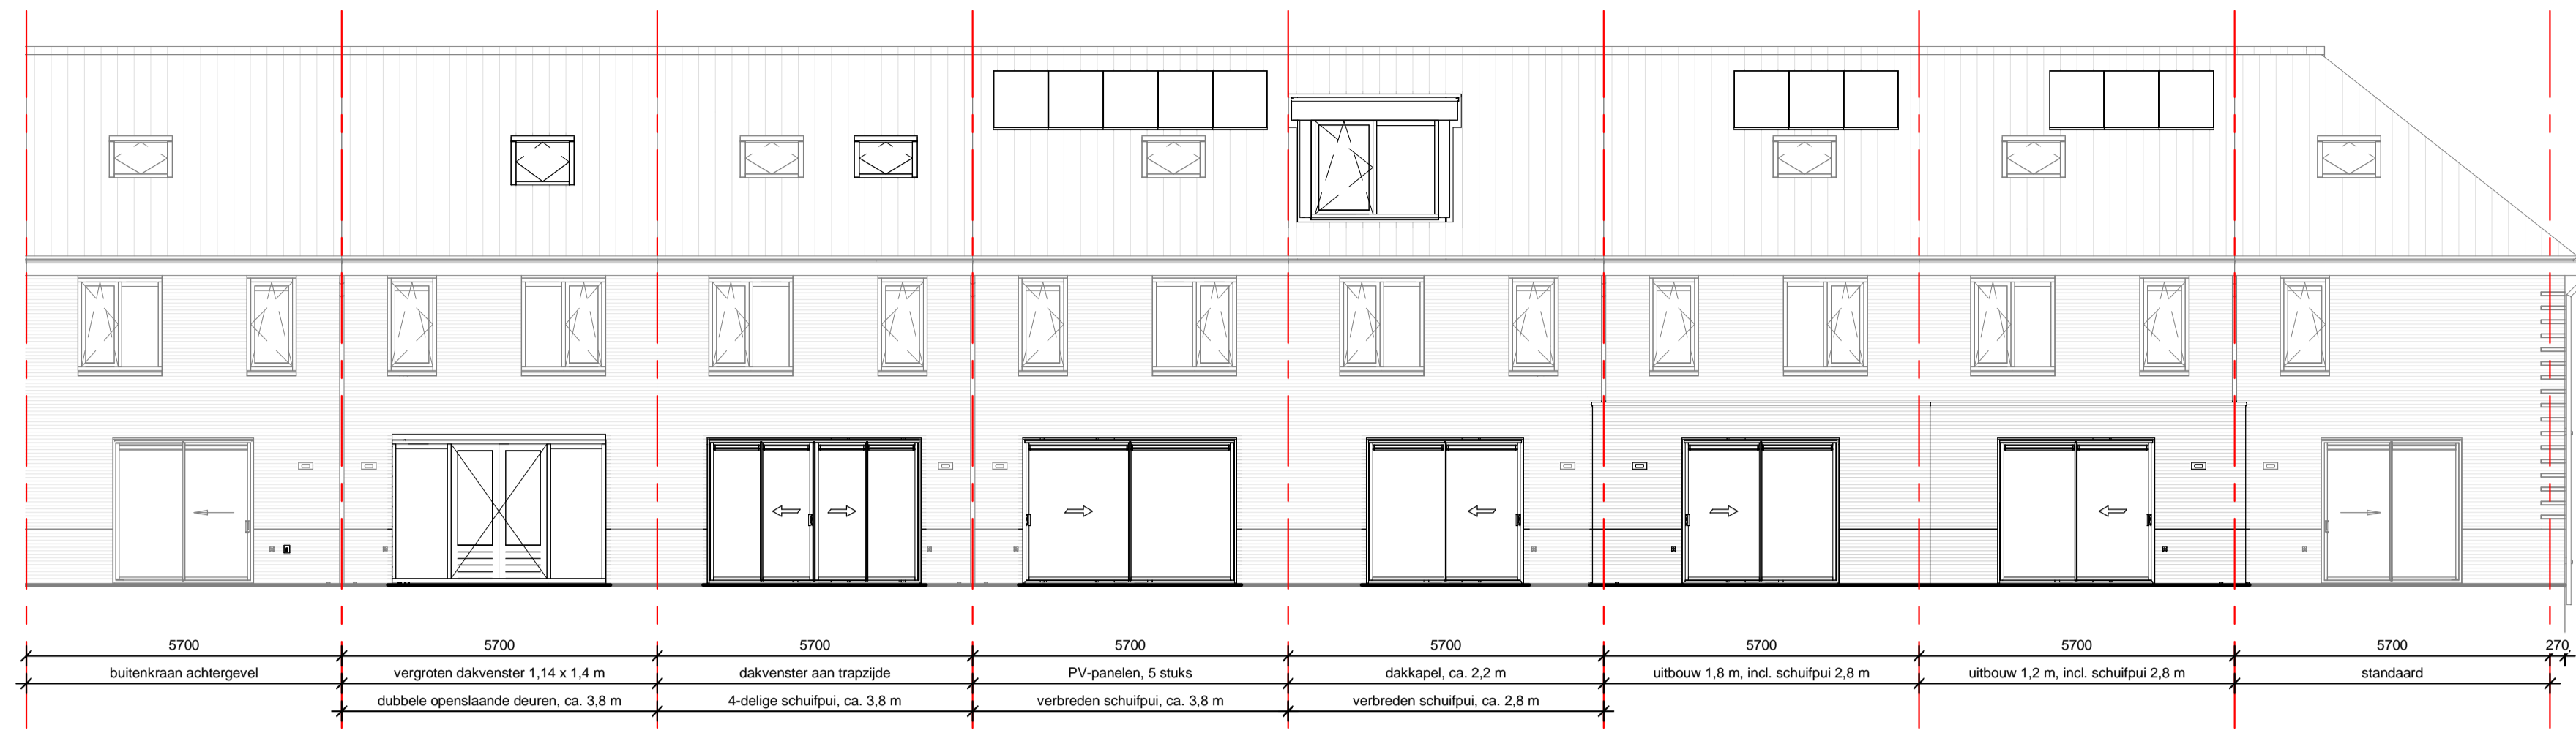 5700 5700 5700 5700 5700 5700 5700 5700 270
buitenkraan achtergevel vergroten dakvenster 1,14 x 1,4 m dakvenster aan trapzijde PV-panelen, 5 stuks dakkapel, ca. 2,2 m uitbouw 1,8 m, incl. schuifpui 2,8 m uitbouw 1,2 m, incl. schuifpui 2,8 m standaard
dubbele openslaande deuren, ca. 3,8 m 4-delige schuifpui, ca. 3,8 m verbreden schuifpui, ca. 3,8 m verbreden schuifpui, ca. 2,8 m